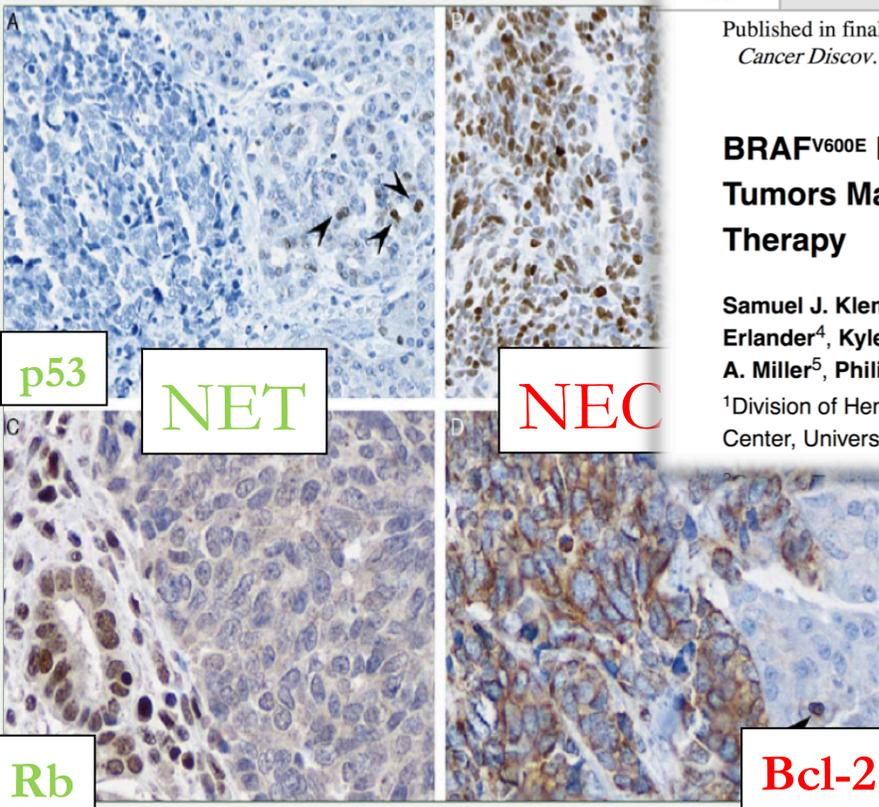 A
B
Published in final
Cancer Discov.
BRAFV600E
Tumors Ma
Therapy
Samuel J. Klem
Erlander4, Kyle
A. Miller5, Phili
1Division of Hem
Center, Univers
p53
NET
NEC
C
D
Rb
Bcl-2